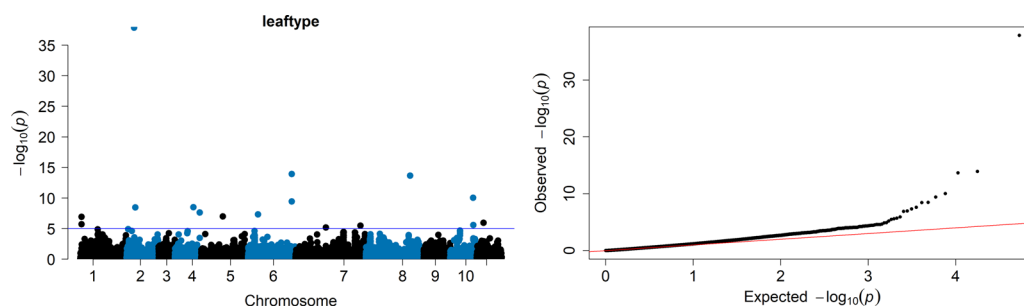 leaftype
35
30
25
20
15
10
5
0
−log10(p)
1 2 3 4 5 6 7 8 9 10
Chromosome
30
20
10
0
Observed −log10(p)
0 1 2 3 4
Expected −log10(p)